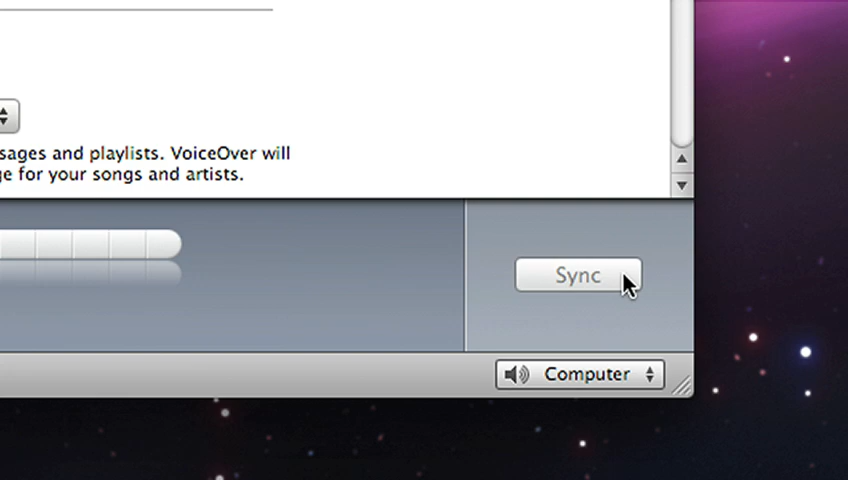 sages and playlists. VoiceOver will
ge for your songs and artists.
Sync
Computer